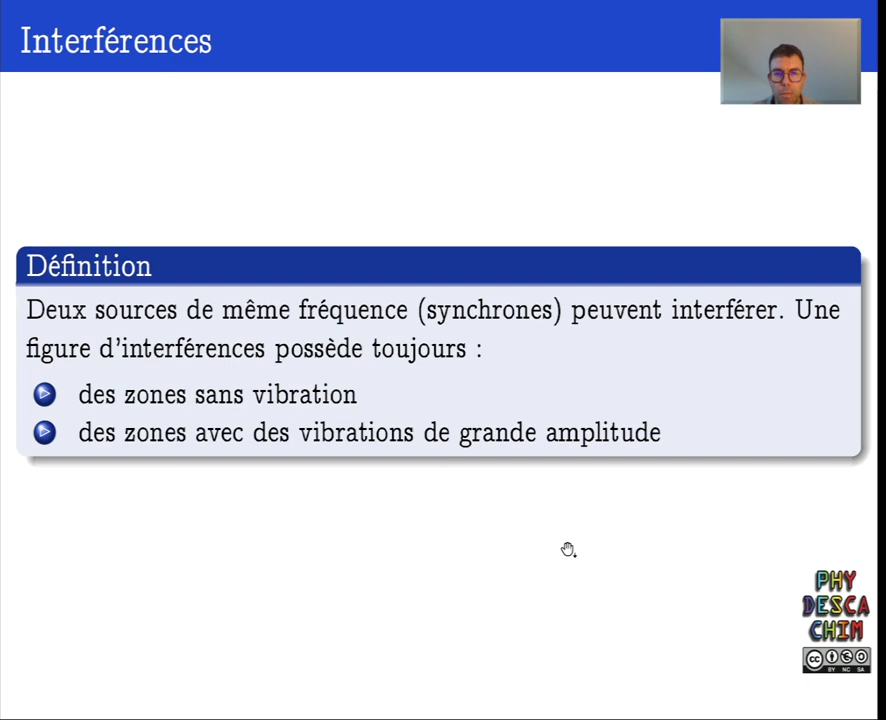 Interférences
Définition
Deux sources de même fréquence (synchrones) peuvent interférer. Une
figure d'interférences possède toujours :
des zones sans vibration
des zones avec des vibrations de grande amplitude
PHY
DESCA
CHIM
cc
BY NC SA